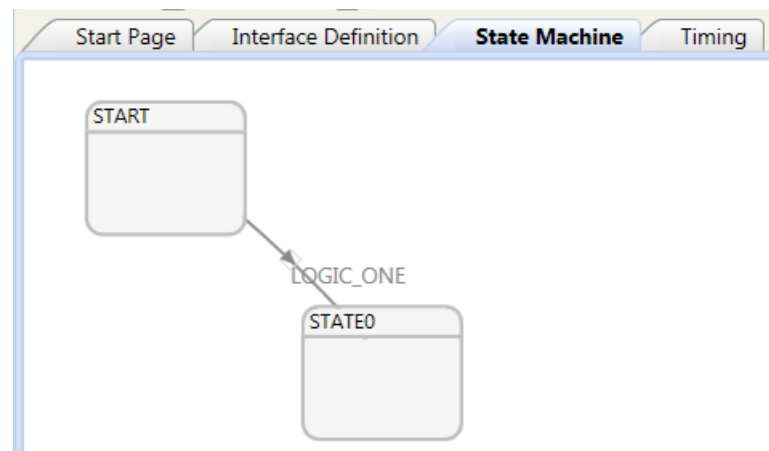 Start Page
Interface Definition
State Machine
Timing
START
LOGIC_ONE
STATE0